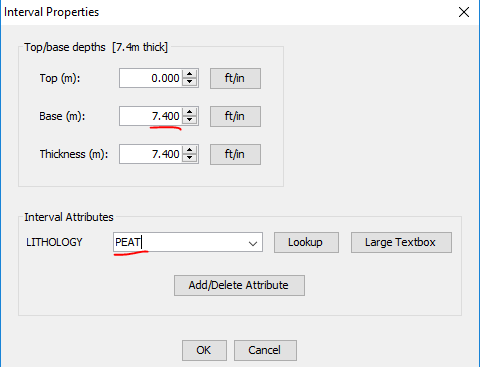 Interval Properties
Top/base depths [7.4m thick]
Top (m): 0.000 ft/in
Base (m): 7.400 ft/in
Thickness (m): 7.400 ft/in
Interval Attributes
LITHOLOGY PEAT Lookup Large Textbox
Add/Delete Attribute
OK Cancel